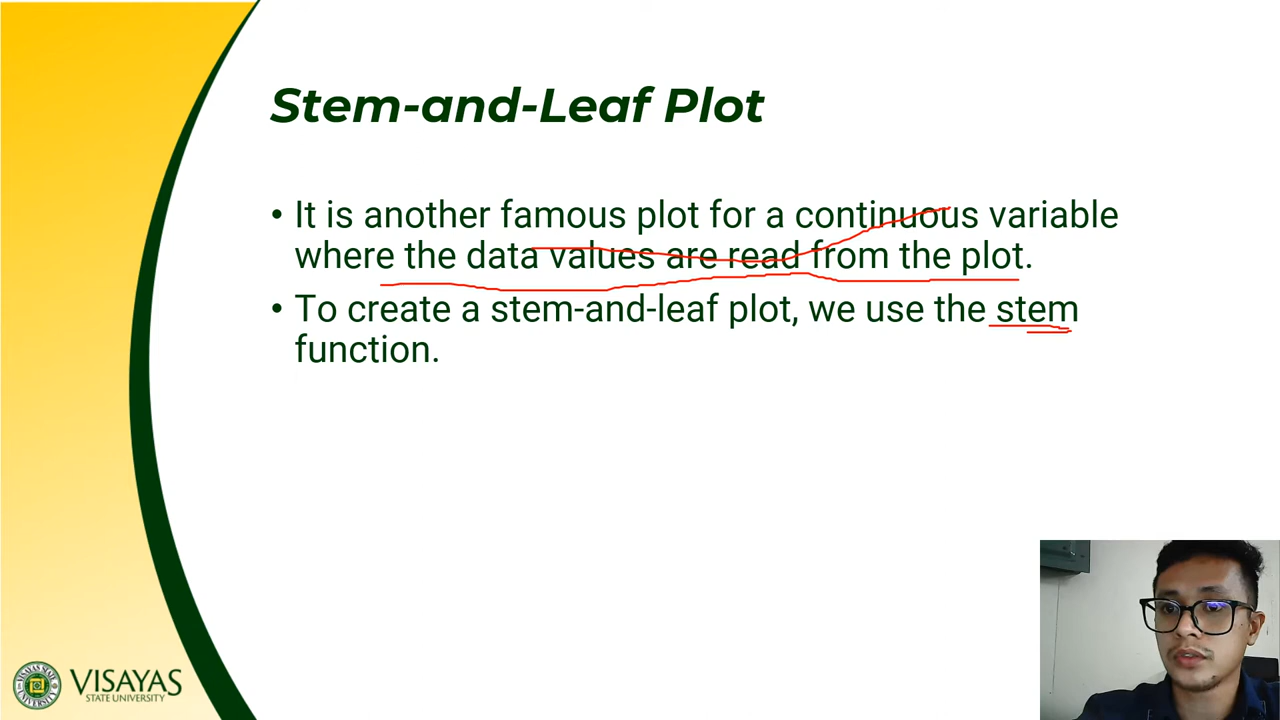 Stem-and-Leaf Plot
• It is another famous plot for a continuous variable
where the data values are read from the plot.
• To create a stem-and-leaf plot, we use the stem
function.
VISAYAS
STATE UNIVERSITY